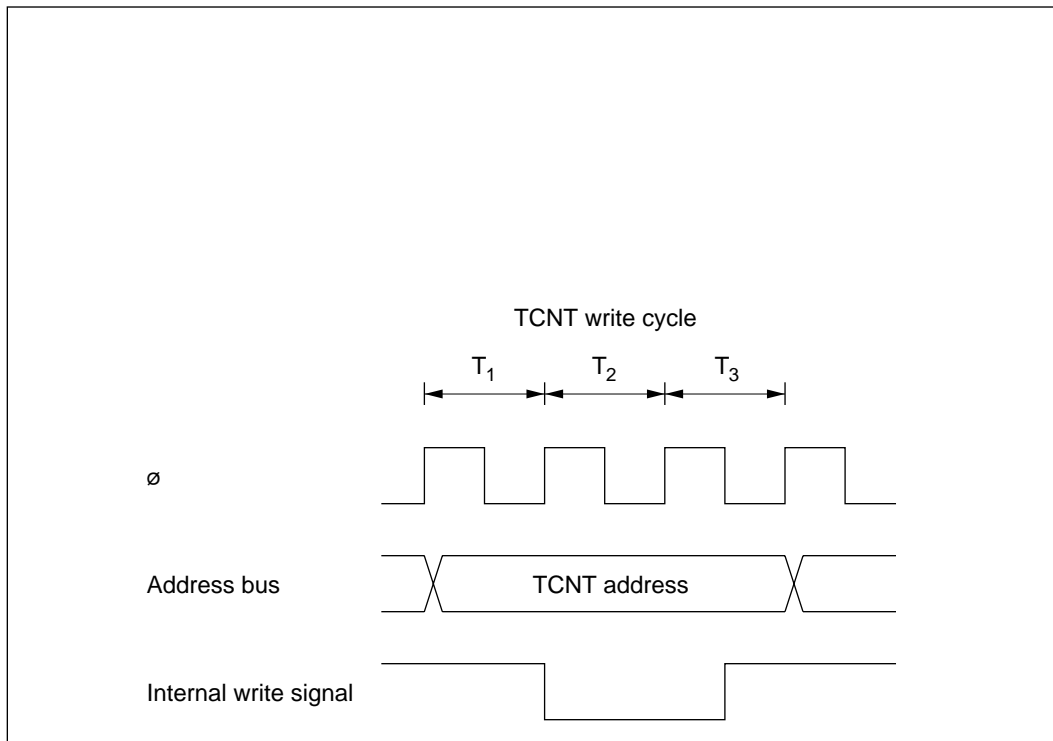 TCNT write cycle
T1 T2 T3
ø
Address bus TCNT address
Internal write signal